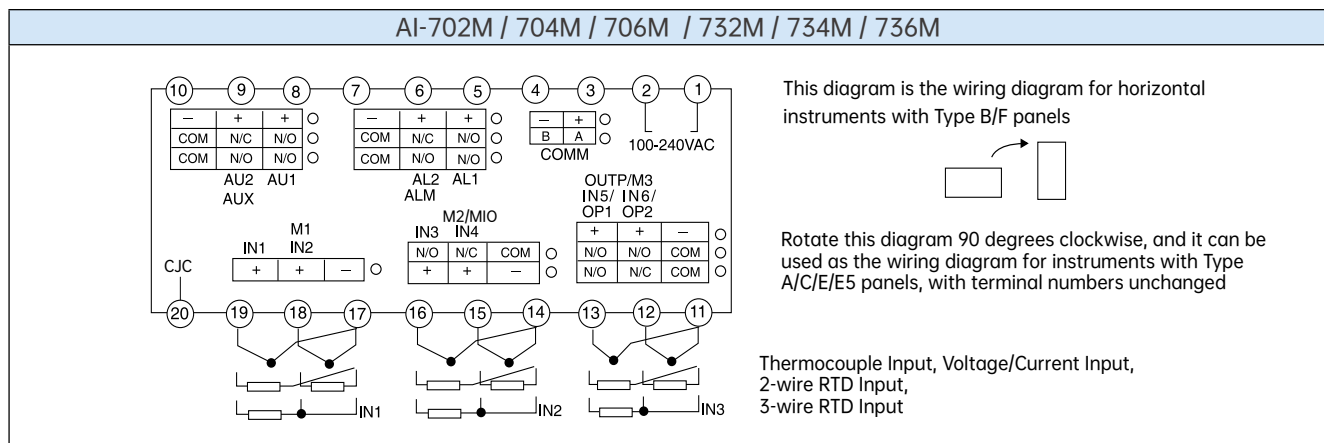 AI-702M / 704M / 706M / 732M / 734M / 736M
10 9 8 7 6 5 4 3 2 1
− + +
COM N/C N/O
COM N/O N/O
AU2 AU1
AUX
− + +
COM N/C N/O
COM N/O N/O
AL2 AL1
ALM
− +
B A
COMM
100-240VAC
OUTP/M3
IN5/ IN6/
OP1 OP2
+ + −
N/O N/O COM
N/O N/C COM
M2/MIO
IN3 IN4
N/O N/C COM
+ + −
M1
IN1 IN2
+ + −
CJC
20 19 18 17 16 15 14 13 12 11
IN1 IN2 IN3
This diagram is the wiring diagram for horizontal
instruments with Type B/F panels
Rotate this diagram 90 degrees clockwise, and it can be
used as the wiring diagram for instruments with Type
A/C/E/E5 panels, with terminal numbers unchanged
Thermocouple Input, Voltage/Current Input,
2-wire RTD Input,
3-wire RTD Input